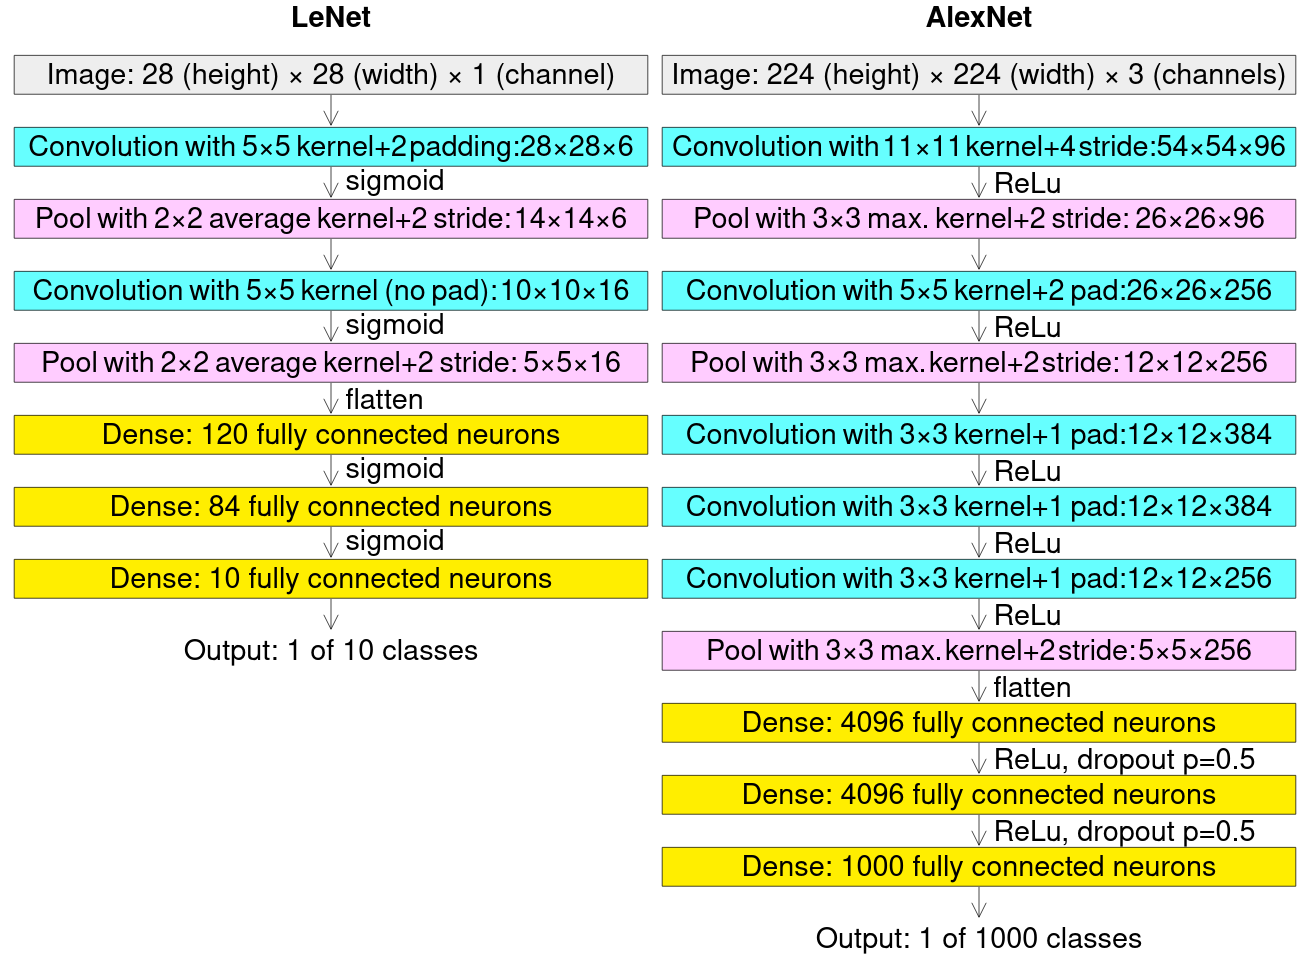 LeNet
Image: 28 (height) × 28 (width) × 1 (channel)
Convolution with 5×5 kernel+2 padding:28×28×6
sigmoid
Pool with 2×2 average kernel+2 stride:14×14×6
Convolution with 5×5 kernel (no pad):10×10×16
sigmoid
Pool with 2×2 average kernel+2 stride: 5×5×16
flatten
Dense: 120 fully connected neurons
sigmoid
Dense: 84 fully connected neurons
sigmoid
Dense: 10 fully connected neurons
Output: 1 of 10 classes
AlexNet
Image: 224 (height) × 224 (width) × 3 (channels)
Convolution with 11×11 kernel+4 stride:54×54×96
ReLu
Pool with 3×3 max. kernel+2 stride: 26×26×96
Convolution with 5×5 kernel+2 pad:26×26×256
ReLu
Pool with 3×3 max. kernel+2 stride: 12×12×256
Convolution with 3×3 kernel+1 pad:12×12×384
ReLu
Convolution with 3×3 kernel+1 pad:12×12×384
ReLu
Convolution with 3×3 kernel+1 pad:12×12×256
ReLu
Pool with 3×3 max. kernel+2 stride:5×5×256
flatten
Dense: 4096 fully connected neurons
ReLu, dropout p=0.5
Dense: 4096 fully connected neurons
ReLu, dropout p=0.5
Dense: 1000 fully connected neurons
Output: 1 of 1000 classes